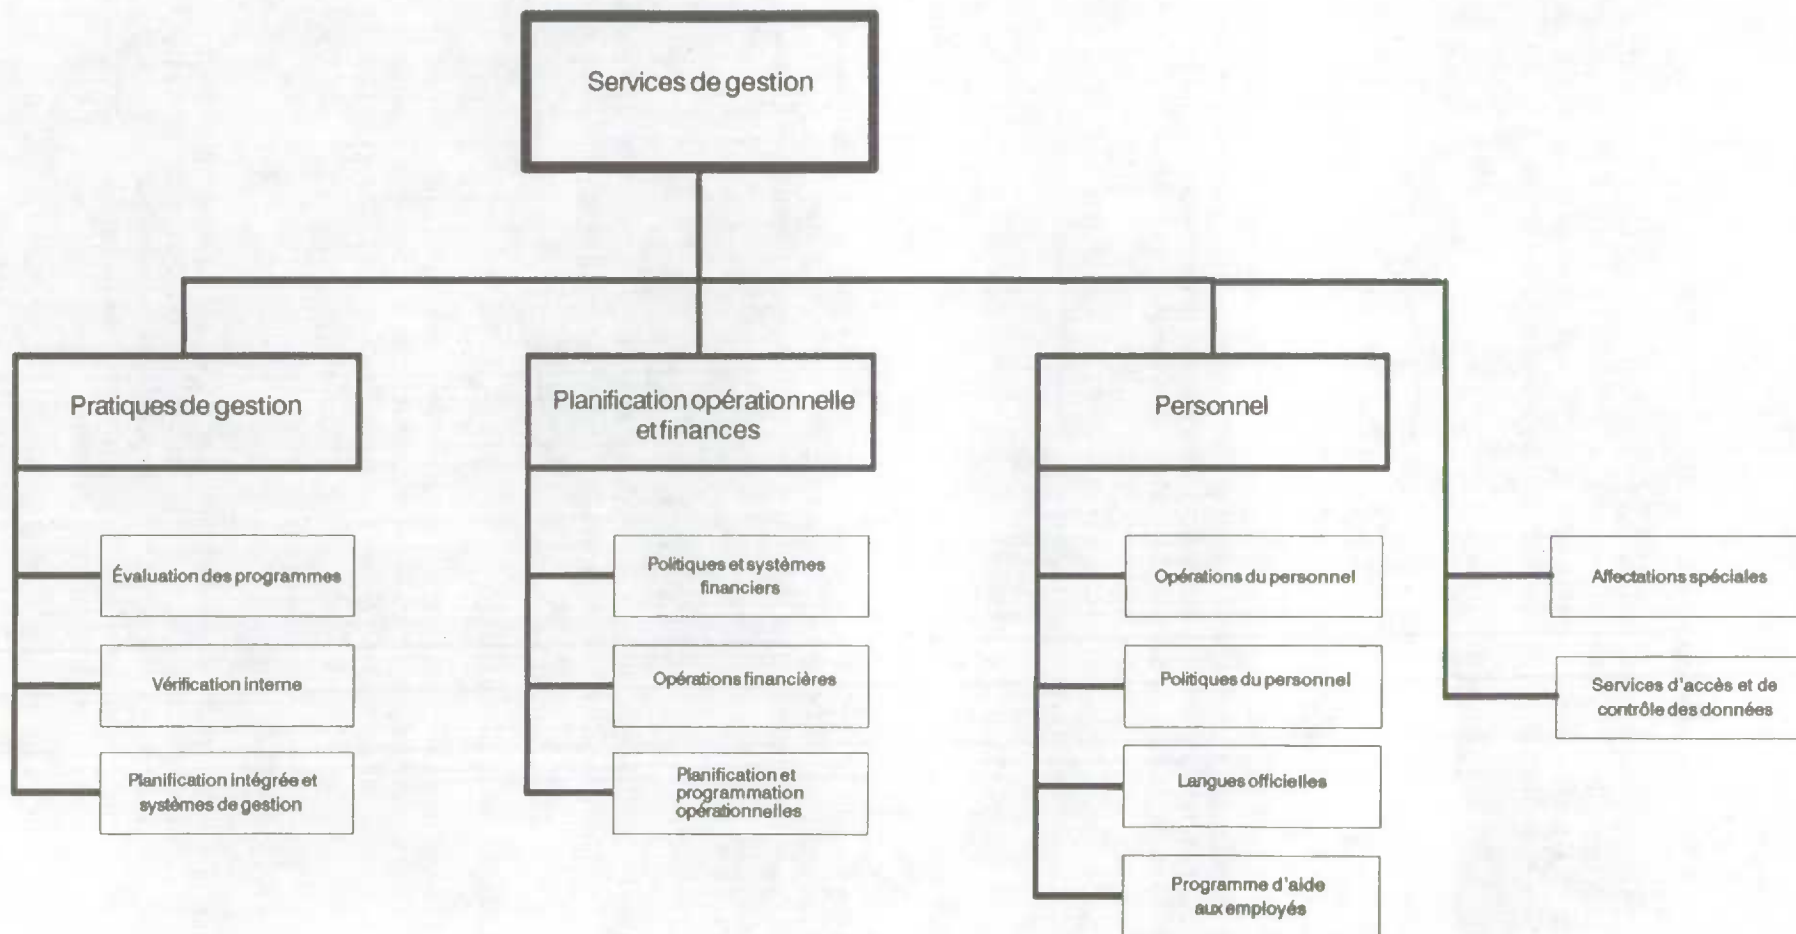 Services de gestion
Pratiques de gestion
Planification opérationnelle
et finances
Personnel
Évaluation des programmes
Vérification interne
Planification intégrée et
systèmes de gestion
Politiques et systèmes
financiers
Opérations financières
Planification et
programmation
opérationnelles
Opérations du personnel
Politiques du personnel
Langues officielles
Programme d'aide
aux employés
Affectations spéciales
Services d'accès et de
contrôle des données